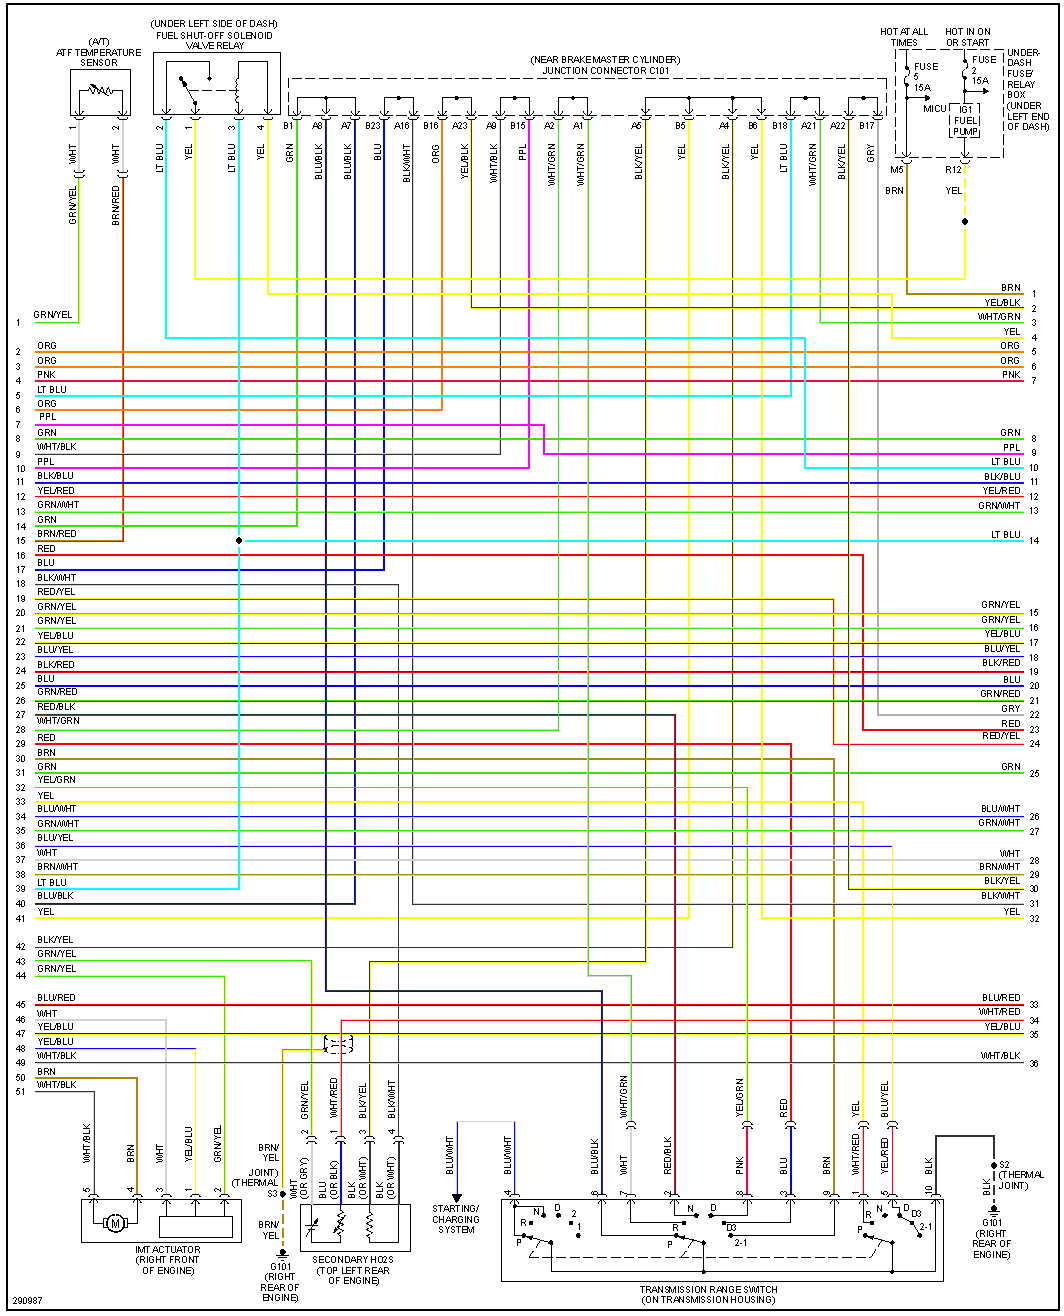 (A/T)
ATF TEMPERATURE
SENSOR
(UNDER LEFT SIDE OF DASH)
FUEL SHUT-OFF SOLENOID
VALVE RELAY
(NEAR BRAKE MASTER CYLINDER)
JUNCTION CONNECTOR C101
HOT AT ALL
TIMES
HOT IN ON
OR START
FUSE
5
15A
MICU
FUSE
2
15A
IG1
FUEL
PUMP
UNDER-
DASH
FUSE/
RELAY
BOX
(UNDER
LEFT END
OF DASH)
1 2 2 1 3 4 B1 A8 A7 B23 A16 B16 A23 A9 B15 A2 A1 A5 B5 A4 B6 B18 A21 A22 B17
M5 R12
WHT WHT LT BLU YEL LT BLU YEL GRN BLU/BLK BLU/BLK BLU BLK/WHT ORG YEL/BLK WHT/BLK PPL WHT/GRN WHT/GRN BLK/YEL YEL BLK/YEL YEL LT BLU WHT/GRN BLK/YEL GRY
GRN/YEL BRN/RED
BRN YEL
BRN 1
YEL/BLK 2
WHT/GRN 3
YEL 4
ORG 5
ORG 6
PNK 7
GRN 8
PPL 9
LT BLU 10
BLK/BLU 11
YEL/RED 12
GRN/WHT 13
LT BLU 14
GRN/YEL 15
GRN/YEL 16
YEL/BLU 17
BLU/YEL 18
BLK/RED 19
BLU 20
GRN/RED 21
GRY 22
RED 23
RED/YEL 24
GRN 25
BLU/WHT 26
GRN/WHT 27
WHT 28
BRN/WHT 29
BLK/YEL 30
BLK/WHT 31
YEL 32
BLU/RED 33
WHT/RED 34
YEL/BLU 35
WHT/BLK 36
1 GRN/YEL
2 ORG
3 ORG
4 PNK
5 LT BLU
6 ORG
7 PPL
8 GRN
9 WHT/BLK
10 PPL
11 BLK/BLU
12 YEL/RED
13 GRN/WHT
14 GRN
15 BRN/RED
16 RED
17 BLU
18 BLK/WHT
19 RED/YEL
20 GRN/YEL
21 GRN/YEL
22 YEL/BLU
23 BLU/YEL
24 BLK/RED
25 BLU
26 GRN/RED
27 RED/BLK
28 WHT/GRN
29 RED
30 BRN
31 GRN
32 YEL/GRN
33 YEL
34 BLU/WHT
35 GRN/WHT
36 BLU/YEL
37 WHT
38 BRN/WHT
39 LT BLU
40 BLU/BLK
41 YEL
42 BLK/YEL
43 GRN/YEL
44 GRN/YEL
45 BLU/RED
46 WHT
47 YEL/BLU
48 YEL/BLU
49 WHT/BLK
50 BRN
51 WHT/BLK
WHT/BLK BRN WHT YEL/BLU GRN/YEL
5 4 3 1 2
M
IMT ACTUATOR
(RIGHT FRONT
OF ENGINE)
BRN/
YEL
JOINT)
(THERMAL
S3
BRN/
YEL
G101
(RIGHT
REAR OF
ENGINE)
GRN/YEL WHT/RED BLK/YEL BLK/WHT
2 1 3 4
WHT
(OR GRY)
BLU
(OR BLK)
BLK
(OR WHT)
BLK
(OR WHT)
SECONDARY HO2S
(TOP LEFT REAR
OF ENGINE)
BLU/WHT
STARTING/
CHARGING
SYSTEM
WHT/GRN YEL/GRN RED YEL BLU/YEL
BLU/WHT BLU/BLK WHT RED/BLK PNK BLU BRN WHT/RED YEL/RED BLK
4 6 7 2 8 3 9 1 5 10
P R N D 2 1
P R N D D3 2-1
P R N D D3 2-1
TRANSMISSION RANGE SWITCH
(ON TRANSMISSION HOUSING)
S2
(THERMAL
JOINT)
BLK
G101
(RIGHT
REAR OF
ENGINE)
290987